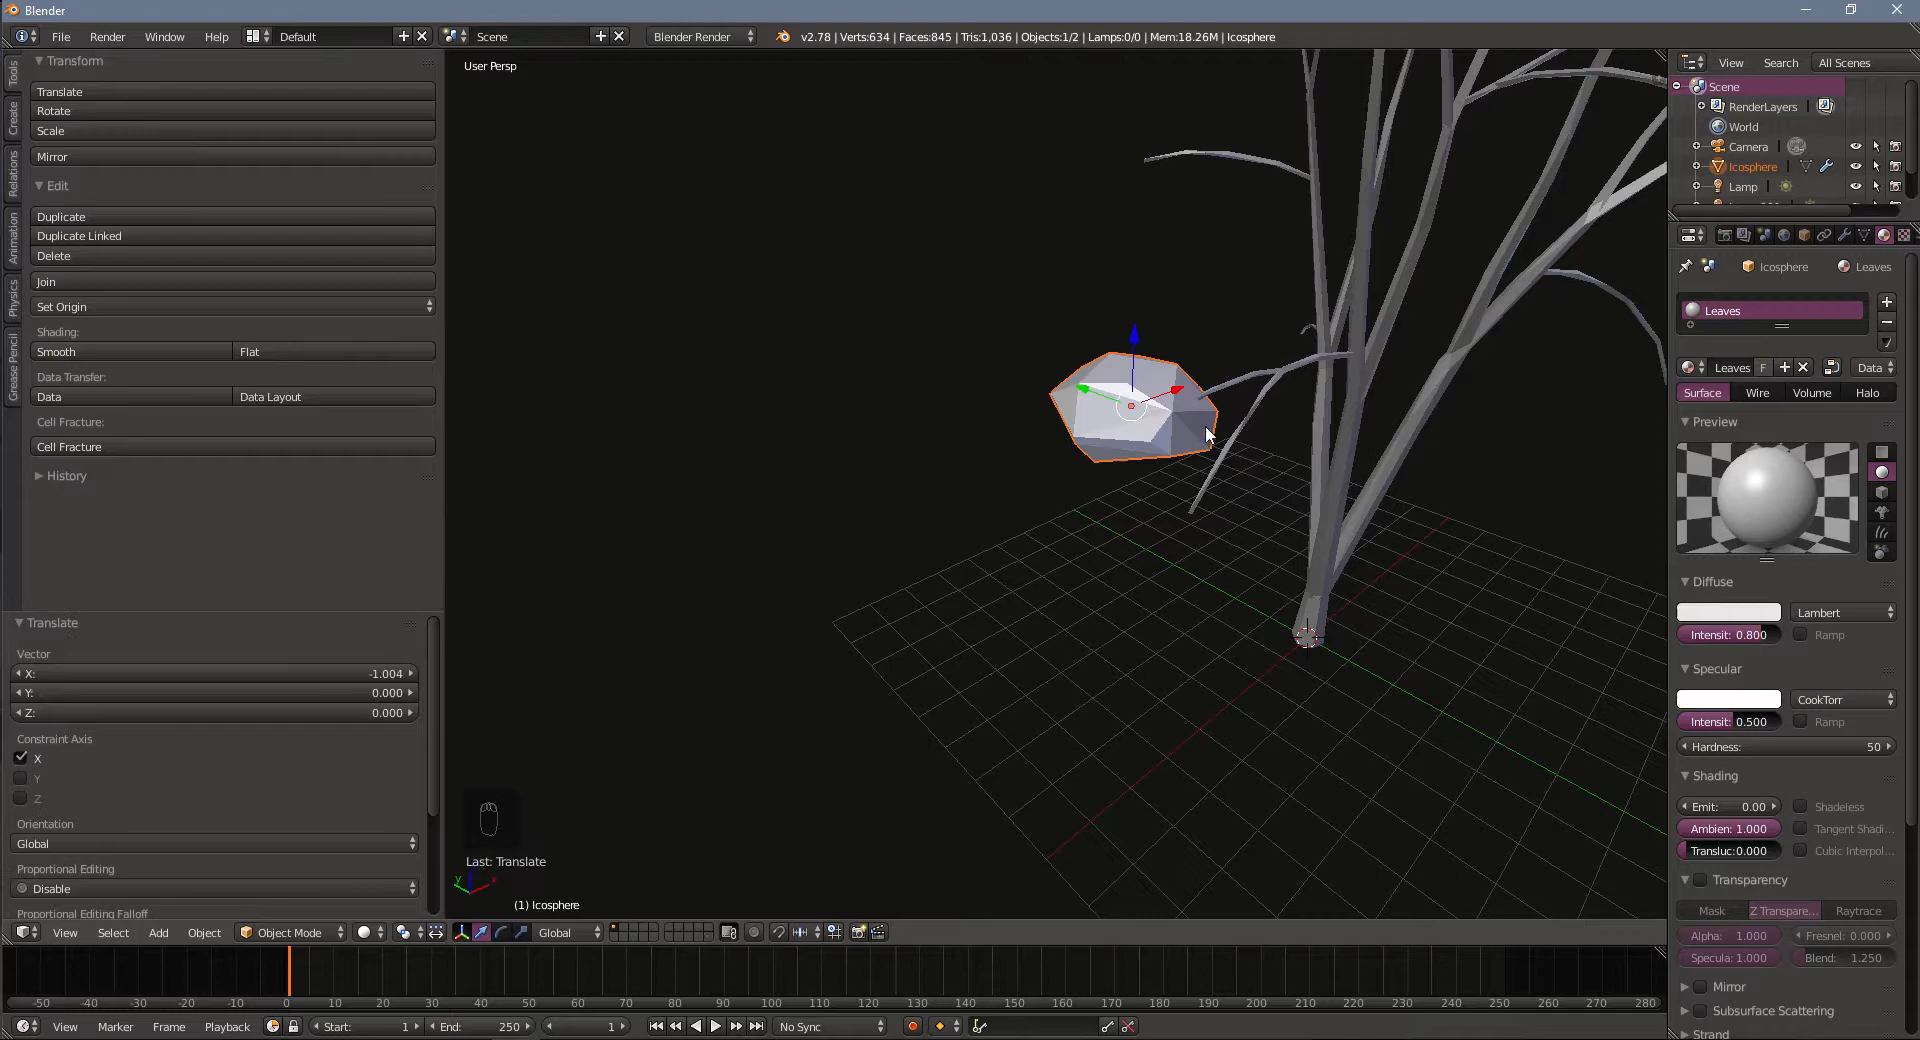 Blender
File Render Window Help Default Scene Blender Render v2.78 | Verts:634 | Faces:845 | Tris:1,036 | Objects:1/2 | Lamps:0/0 | Mem:18.26M | Icosphere
Tools
Create
Relations
Animation
Physics
Grease Pencil
Transform
Translate
Rotate
Scale
Mirror
Edit
Duplicate
Duplicate Linked
Delete
Join
Set Origin
Shading:
Smooth Flat
Data Transfer:
Data Data Layout
Cell Fracture:
Cell Fracture
History
Translate
Vector
X: -1.004
Y: 0.000
Z: 0.000
Constraint Axis
X
Y
Z
Orientation
Global
Proportional Editing
Disable
Proportional Editing Falloff
User Persp
Last: Translate
y x
(1) Icosphere
View Select Add Object Object Mode Global
-50 -40 -30 -20 -10 0 10 20 30 40 50 60 70 80 90 100 110 120 130 140 150 160 170 180 190 200 210 220 230 240 250 260 270 280
View Marker Frame Playback Start: 1 End: 250 1 No Sync
View Search All Scenes
Scene
RenderLayers
World
Camera
Icosphere
Lamp
Icosphere Leaves
Leaves
Leaves F Data
Surface Wire Volume Halo
Preview
Diffuse
Lambert
Intensit: 0.800 Ramp
Specular
CookTorr
Intensit: 0.500 Ramp
Hardness: 50
Shading
Emit: 0.00 Shadeless
Ambien: 1.000 Tangent Shadi...
Transluc:0.000 Cubic Interpol...
Transparency
Mask Z Transpare... Raytrace
Alpha: 1.000 Fresnel: 0.000
Specula: 1.000 Blend: 1.250
Mirror
Subsurface Scattering
Strand